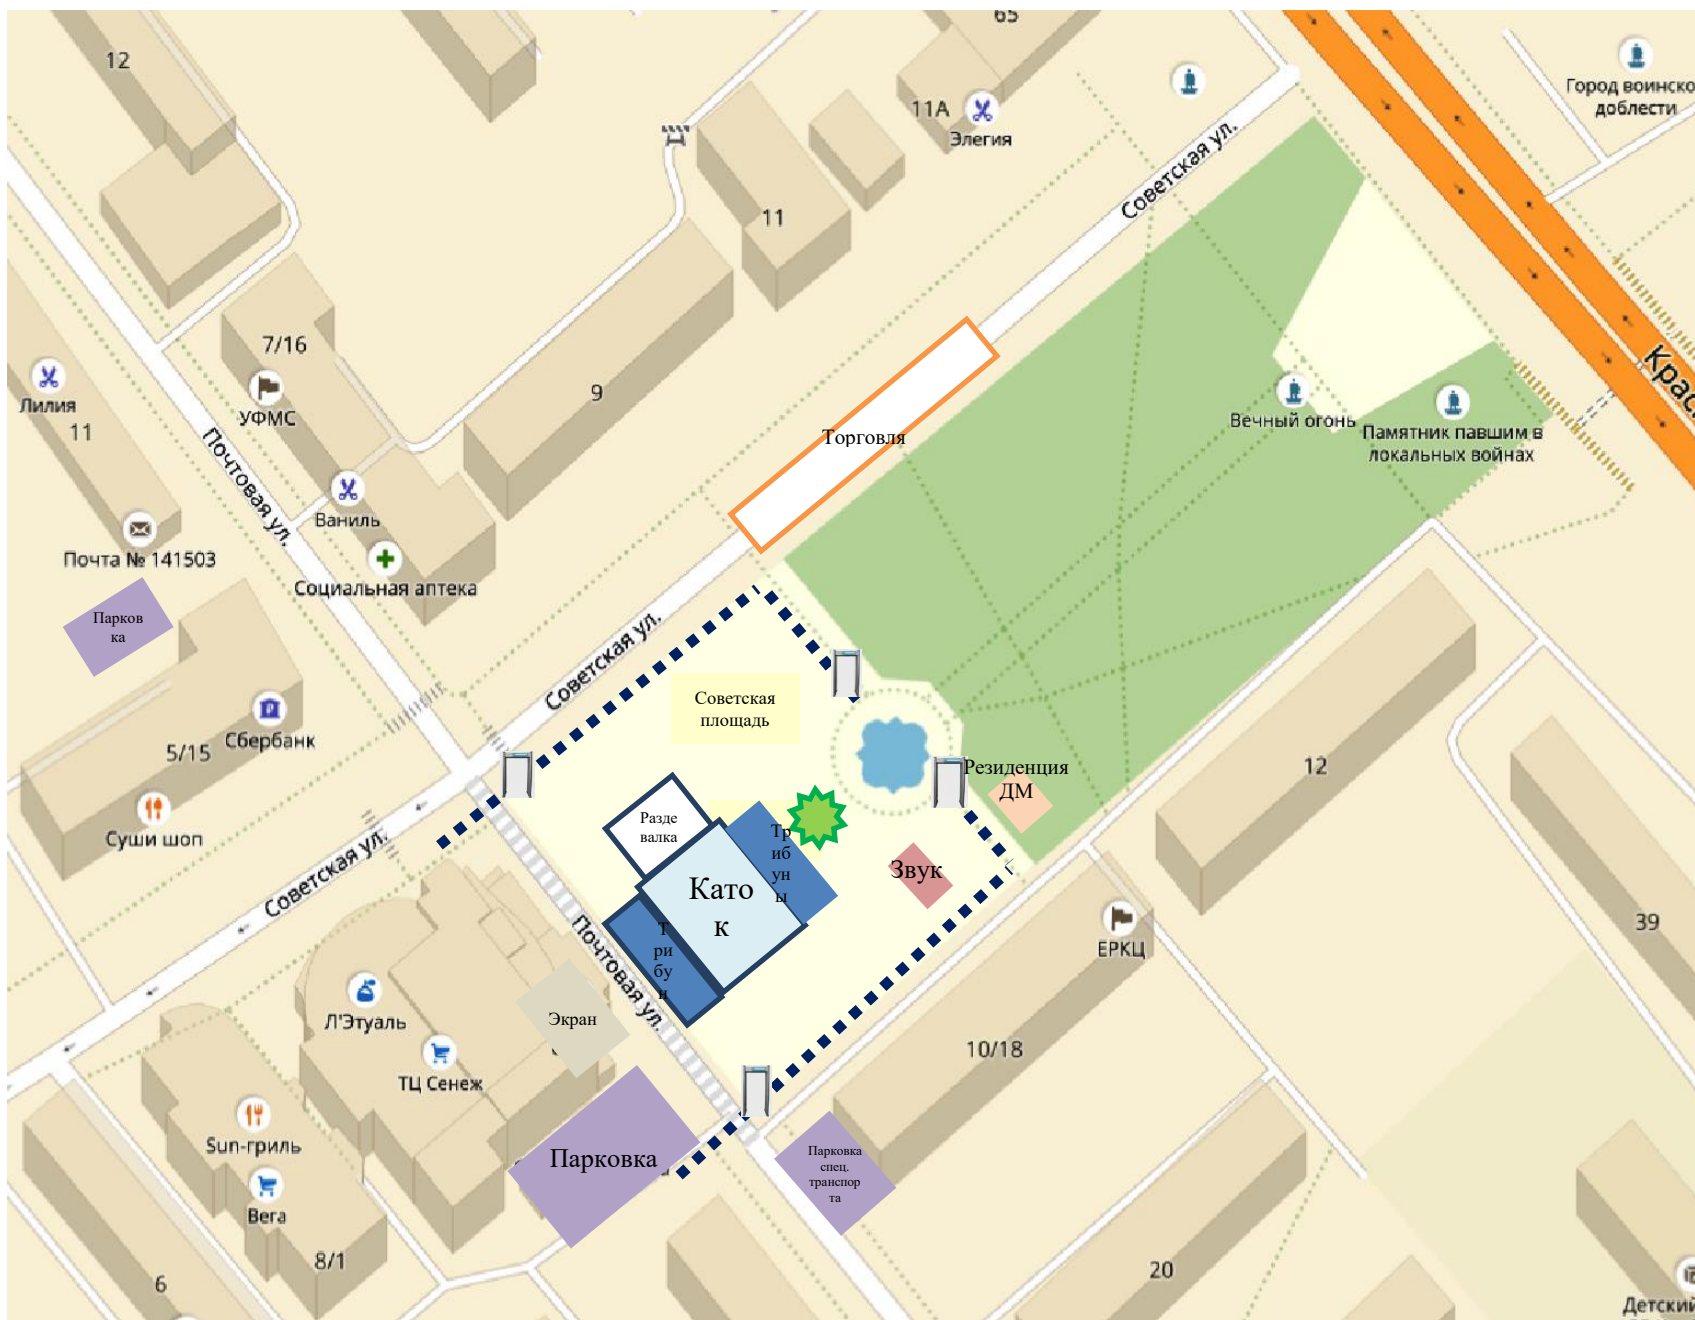 65
12
Город воинско
доблести
11А
Элегия
Советская ул.
11
7/16
УФМС
9
Лилия
11
Почтовая ул.
Крас
Вечный огонь
Памятник павшим в
локальных войнах
Торговля
Ваниль
Почта № 141503
Социальная аптека
Парков
ка
Советская ул.
Советская
площадь
5/15
Сбербанк
Резиденция
ДМ
12
Суши шоп
Разде
валка
Тр
иб
ун
ы
Звук
Като
к
Советская ул.
39
ЕРКЦ
Т
ри
бу
н
Почтовая ул.
Л'Этуаль
Экран
10/18
ТЦ Сенеж
Sun-гриль
Парковка
Парковка
спец.
транспор
та
Вега
8/1
6
20
Детский